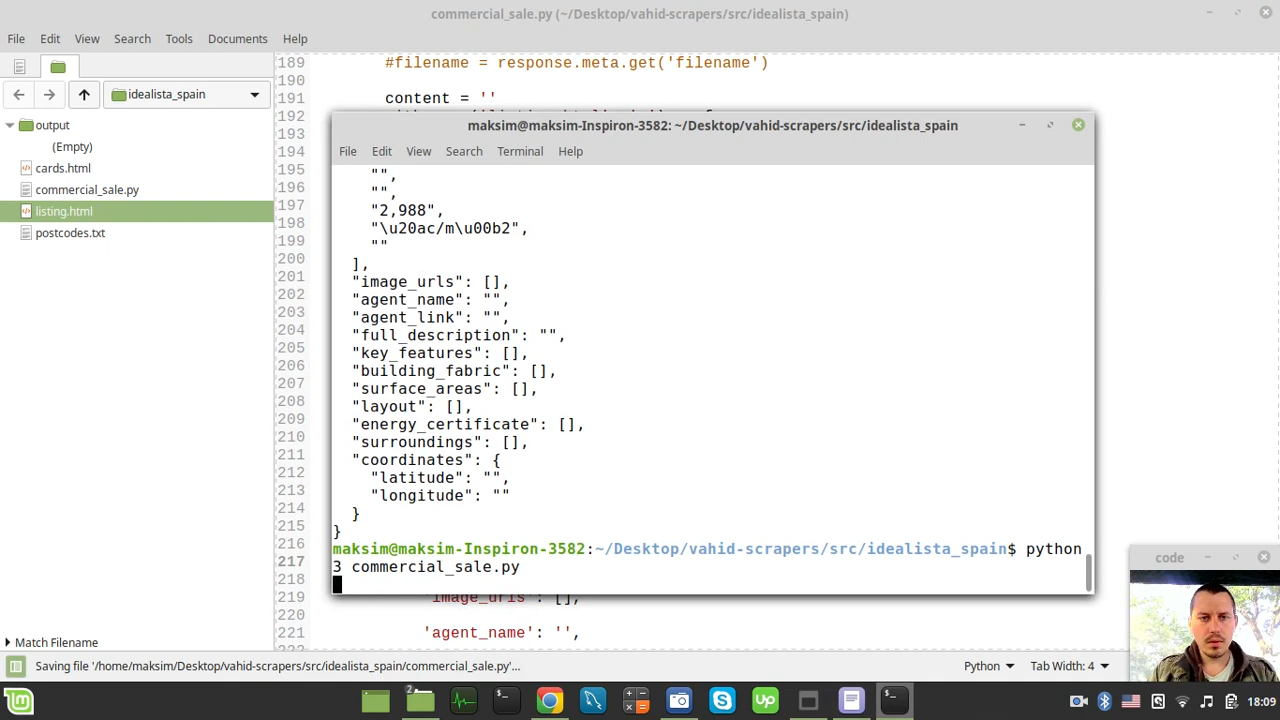 commercial_sale.py (~/Desktop/vahid-scrapers/src/idealista_spain)
File Edit View Search Tools Documents Help
idealista_spain
output
(Empty)
cards.html
commercial_sale.py
listing.html
postcodes.txt
Match Filename
189 #filename = response.meta.get('filename')
190
191 content = ''
192
193
194
195
196
197
198
199
200
201
202
203
204
205
206
207
208
209
210
211
212
213
214
215
216
217
218
219 'image_urls': [],
220
221 'agent_name': '',
maksim@maksim-Inspiron-3582: ~/Desktop/vahid-scrapers/src/idealista_spain
File Edit View Search Terminal Help
"",
"",
"2,988",
"\u20ac/m\u00b2",
""
],
"image_urls": [],
"agent_name": "",
"agent_link": "",
"full_description": "",
"key_features": [],
"building_fabric": [],
"surface_areas": [],
"layout": [],
"energy_certificate": [],
"surroundings": [],
"coordinates": {
"latitude": "",
"longitude": ""
}
}
maksim@maksim-Inspiron-3582:~/Desktop/vahid-scrapers/src/idealista_spain$ python
3 commercial_sale.py
code
Saving file '/home/maksim/Desktop/vahid-scrapers/src/idealista_spain/commercial_sale.py'...
Python Tab Width: 4
2
18:09